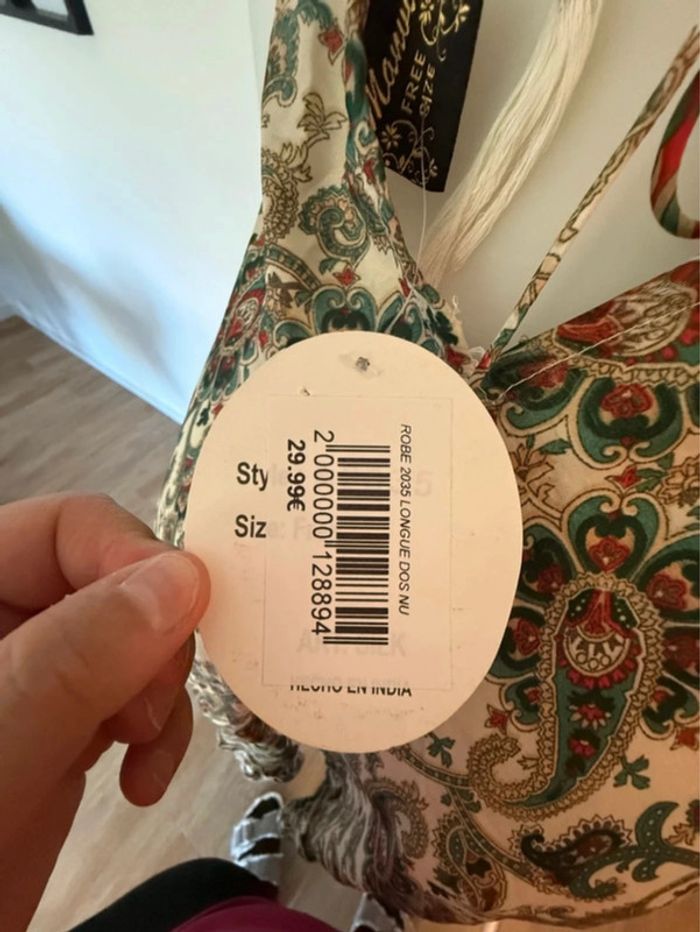 FREE
SIZE
Sty
Siz
ROBE 2035 LONGUE DOS NU
2 000000 128894
29.99€
HECHO EN INDIA